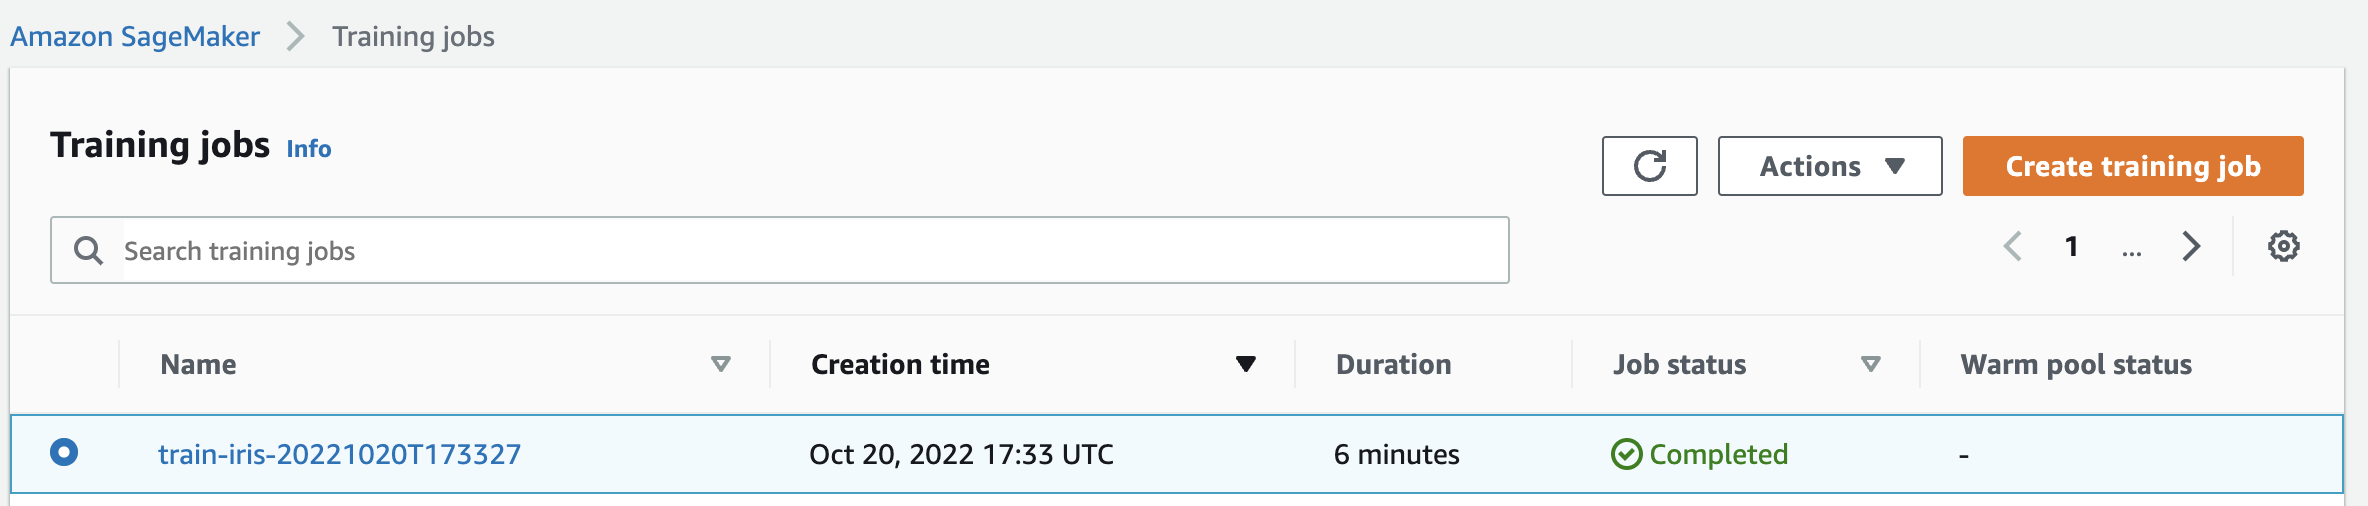 Amazon SageMaker Training jobs
Training jobs Info
Actions Create training job
Search training jobs
1 ...
Name Creation time Duration Job status Warm pool status
train-iris-20221020T173327 Oct 20, 2022 17:33 UTC 6 minutes Completed -